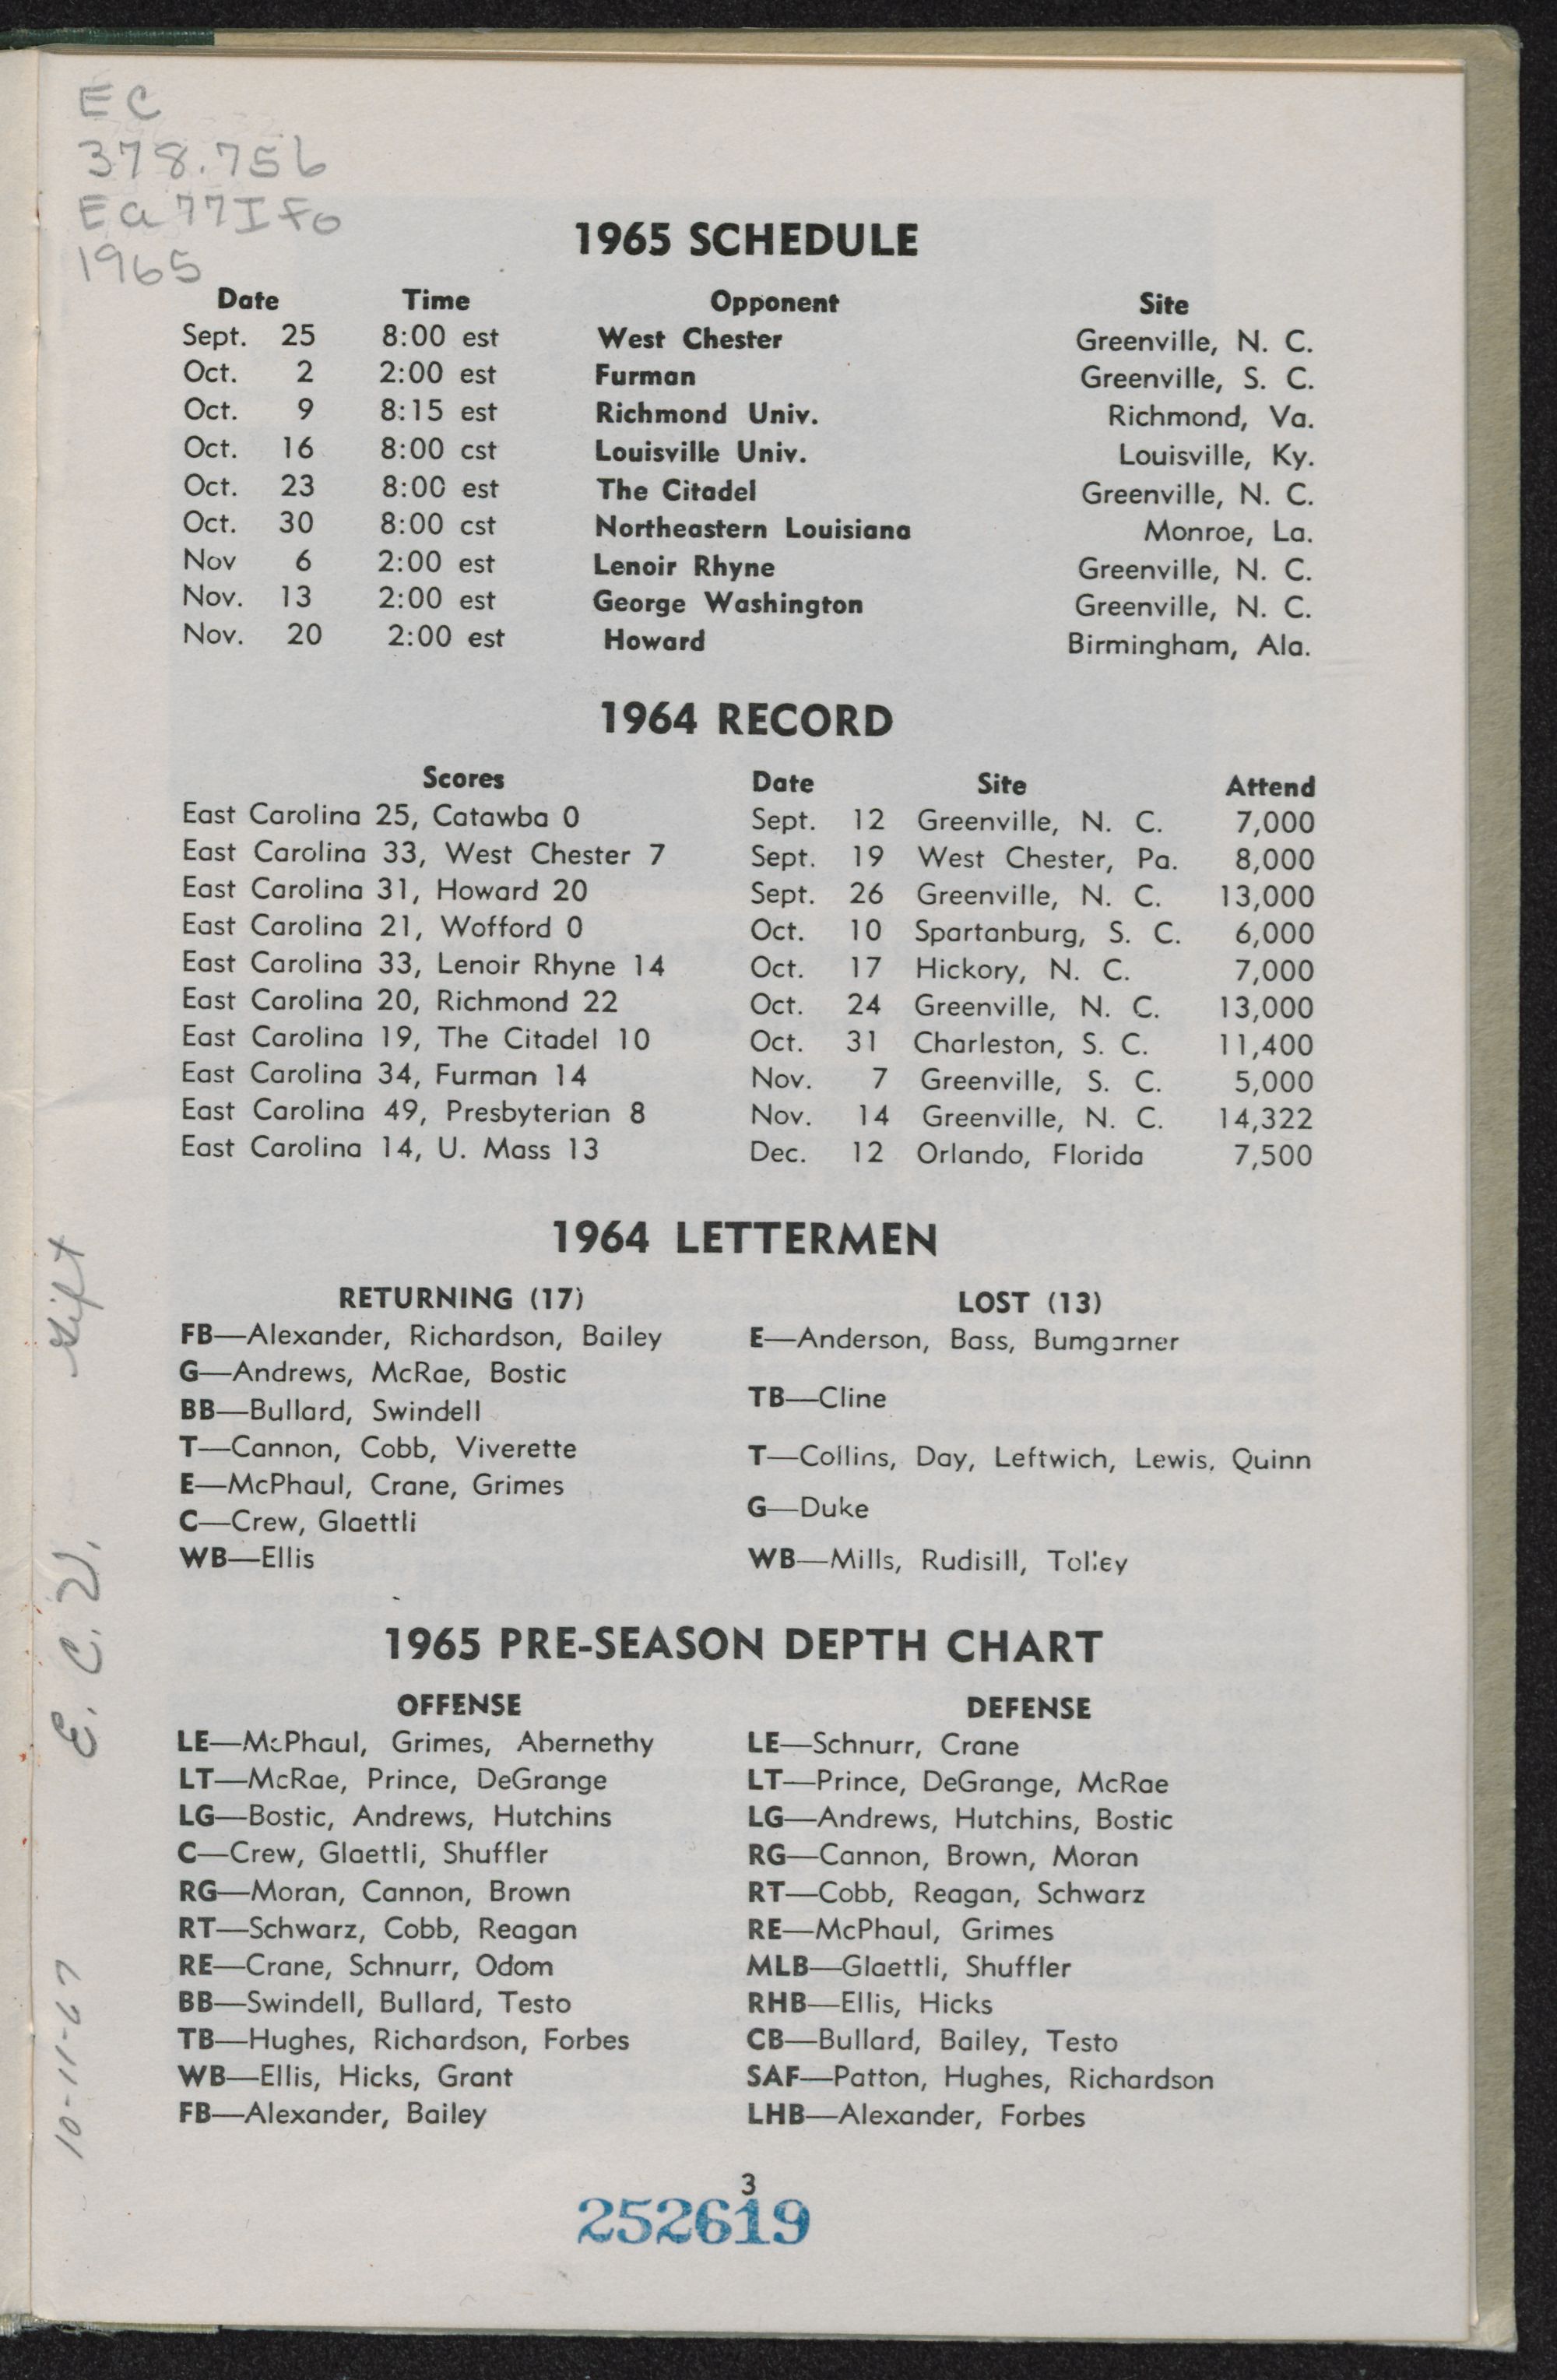 EC
378.756
Ea77Ifo
1965
1965 SCHEDULE
Date Time Opponent Site
Sept. 25 8:00 est West Chester Greenville, N. C.
Oct. 2 2:00 est Furman Greenville, S. C.
Oct. 9 8:15 est Richmond Univ. Richmond, Va.
Oct. 16 8:00 cst Louisville Univ. Louisville, Ky.
Oct. 23 8:00 est The Citadel Greenville, N. C.
Oct. 30 8:00 cst Northeastern Louisiana Monroe, La.
Nov 6 2:00 est Lenoir Rhyne Greenville, N. C.
Nov. 13 2:00 est George Washington Greenville, N. C.
Nov. 20 2:00 est Howard Birmingham, Ala.
1964 RECORD
Scores Date Site Attend
East Carolina 25, Catawba 0 Sept. 12 Greenville, N. C. 7,000
East Carolina 33, West Chester 7 Sept. 19 West Chester, Pa. 8,000
East Carolina 31, Howard 20 Sept. 26 Greenville, N. C. 13,000
East Carolina 21, Wofford 0 Oct. 10 Spartanburg, S. C. 6,000
East Carolina 33, Lenoir Rhyne 14 Oct. 17 Hickory, N. C. 7,000
East Carolina 20, Richmond 22 Oct. 24 Greenville, N. C. 13,000
East Carolina 19, The Citadel 10 Oct. 31 Charleston, S. C. 11,400
East Carolina 34, Furman 14 Nov. 7 Greenville, S. C. 5,000
East Carolina 49, Presbyterian 8 Nov. 14 Greenville, N. C. 14,322
East Carolina 14, U. Mass 13 Dec. 12 Orlando, Florida 7,500
1964 LETTERMEN
RETURNING (17)
FB—Alexander, Richardson, Bailey
G—Andrews, McRae, Bostic
BB—Bullard, Swindell
T—Cannon, Cobb, Viverette
E—McPhaul, Crane, Grimes
C—Crew, Glaettli
WB—Ellis
LOST (13)
E—Anderson, Bass, Bumgarner
TB—Cline
T—Collins, Day, Leftwich, Lewis, Quinn
G—Duke
WB—Mills, Rudisill, Tolley
1965 PRE-SEASON DEPTH CHART
OFFENSE
LE—McPhaul, Grimes, Abernethy
LT—McRae, Prince, DeGrange
LG—Bostic, Andrews, Hutchins
C—Crew, Glaettli, Shuffler
RG—Moran, Cannon, Brown
RT—Schwarz, Cobb, Reagan
RE—Crane, Schnurr, Odom
BB—Swindell, Bullard, Testo
TB—Hughes, Richardson, Forbes
WB—Ellis, Hicks, Grant
FB—Alexander, Bailey
DEFENSE
LE—Schnurr, Crane
LT—Prince, DeGrange, McRae
LG—Andrews, Hutchins, Bostic
RG—Cannon, Brown, Moran
RT—Cobb, Reagan, Schwarz
RE—McPhaul, Grimes
MLB—Glaettli, Shuffler
RHB—Ellis, Hicks
CB—Bullard, Bailey, Testo
SAF—Patton, Hughes, Richardson
LHB—Alexander, Forbes
3
252619
10-11-67 E. C. U. Gift